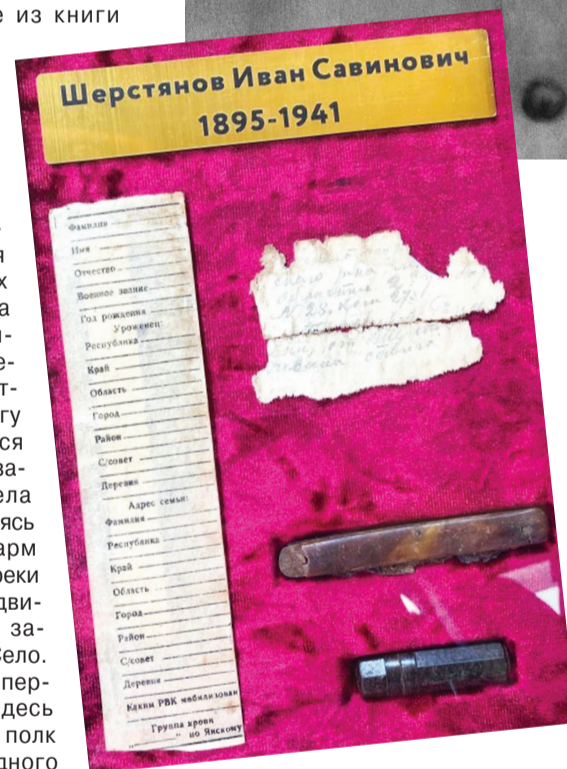 е из книги
Шерстянов Иван Савинович
1895-1941
Фамилия
Имя
Отчество
Военное звание
Год рождения
Уроженец:
Республика
Край
Область
Город
Район
С/совет
Деревня
Адрес семьи:
Фамилия
Республика
Край
Область
Город
Район
С/совет
Деревня
Каким РВК мобилизован
Группа крови
"______" по Янскому
я
х
а
и-
е-
т-
гу
ся
за-
ела
ясь
арм
реки
дви-
за-
Село.
пер-
десь
полк
дного